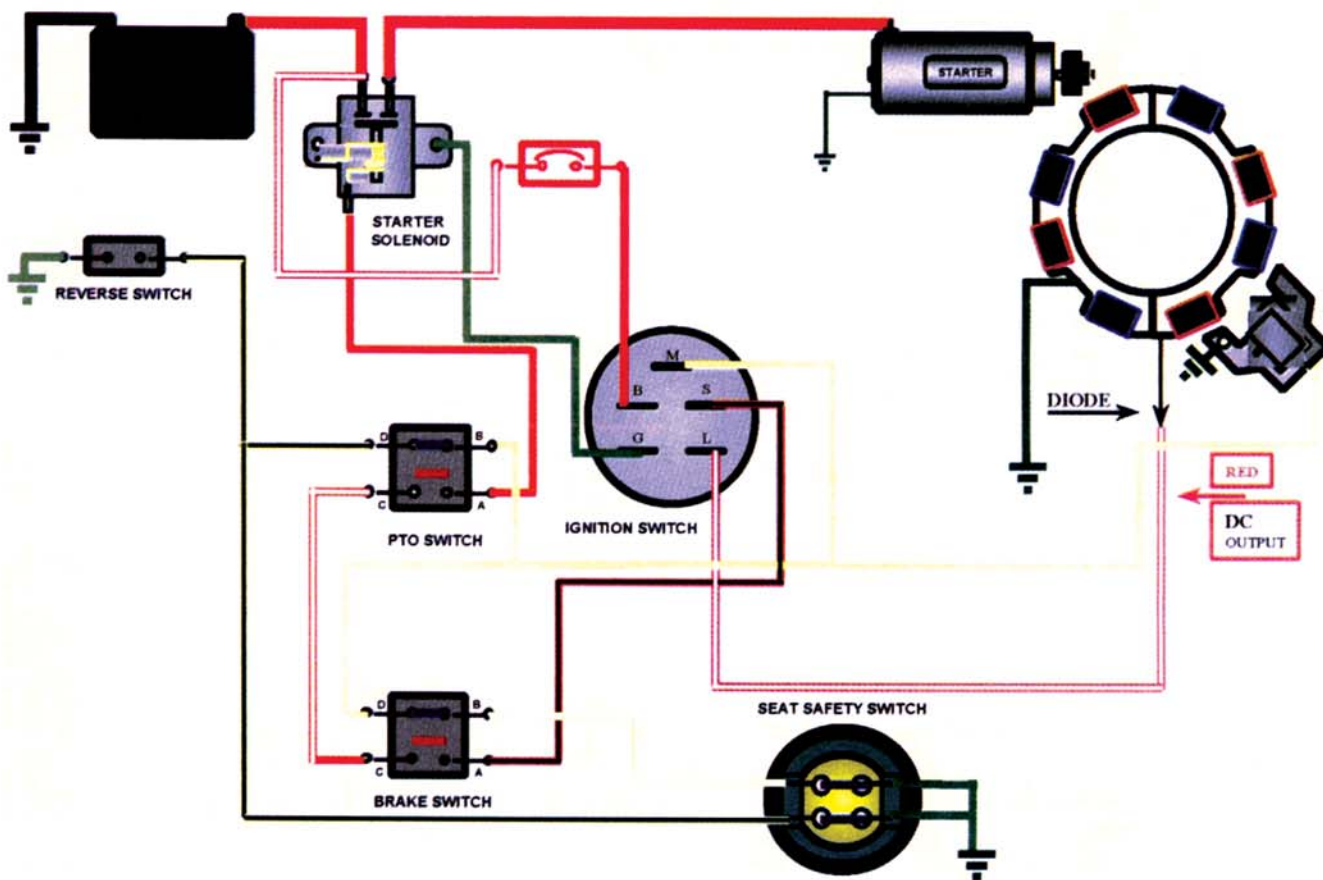 STARTER
STARTER
SOLENOID
REVERSE SWITCH
M
B
S
G
L
IGNITION SWITCH
DIODE
RED
DC
OUTPUT
D
B
C
A
PTO SWITCH
D
B
C
A
BRAKE SWITCH
SEAT SAFETY SWITCH